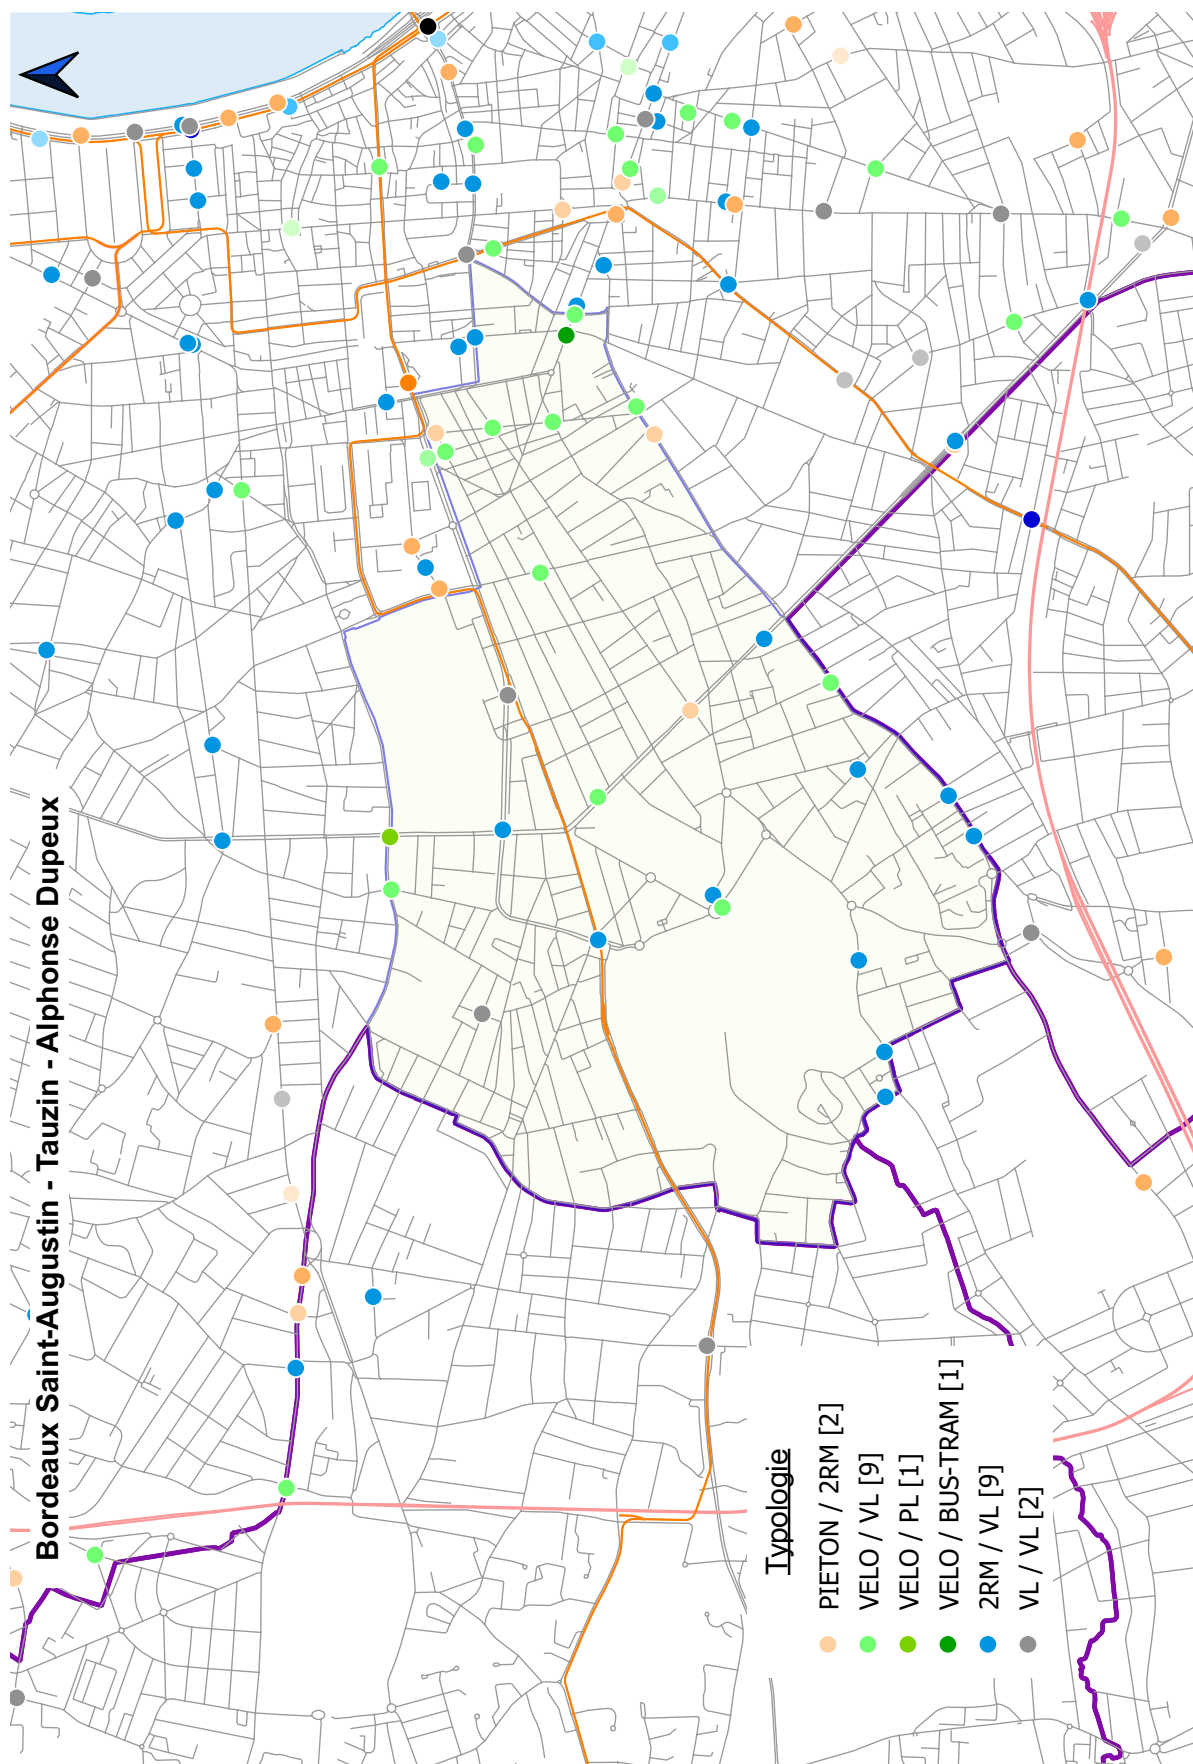 Bordeaux Saint-Augustin - Tauzin - Alphonse Dupeux
Typologie
PIETON / 2RM [2]
VELO / VL [9]
VELO / PL [1]
VELO / BUS-TRAM [1]
2RM / VL [9]
VL / VL [2]